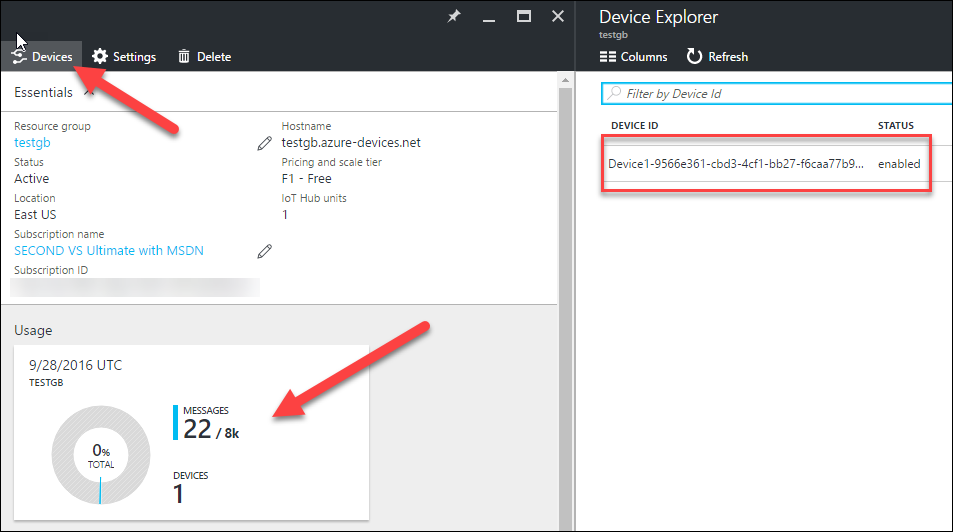 Devices
Settings
Delete
Essentials
Resource group
testgb
Status
Active
Location
East US
Subscription name
SECOND VS Ultimate with MSDN
Subscription ID
Hostname
testgb.azure-devices.net
Pricing and scale tier
F1 - Free
IoT Hub units
1
Usage
9/28/2016 UTC
TESTGB
0%
TOTAL
MESSAGES
22 / 8k
DEVICES
1
Device Explorer
testgb
Columns
Refresh
Filter by Device Id
DEVICE ID STATUS
Device1-9566e361-cbd3-4cf1-bb27-f6caa77b9... enabled